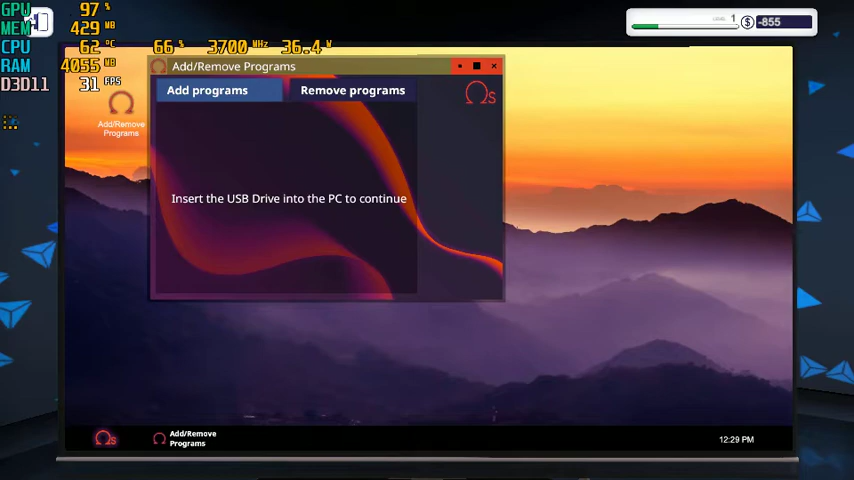 GPU 97 %
MEM 429 MB
CPU 62 °C 66 % 3700 MHz 36.4 W
RAM 4055 MB
D3D11 31 FPS
LEVEL 1 $ -855
Add/Remove Programs
Add programs Remove programs
Ωs
Add/Remove
Programs
Insert the USB Drive into the PC to continue
Ωs
Add/Remove
Programs
12:29 PM